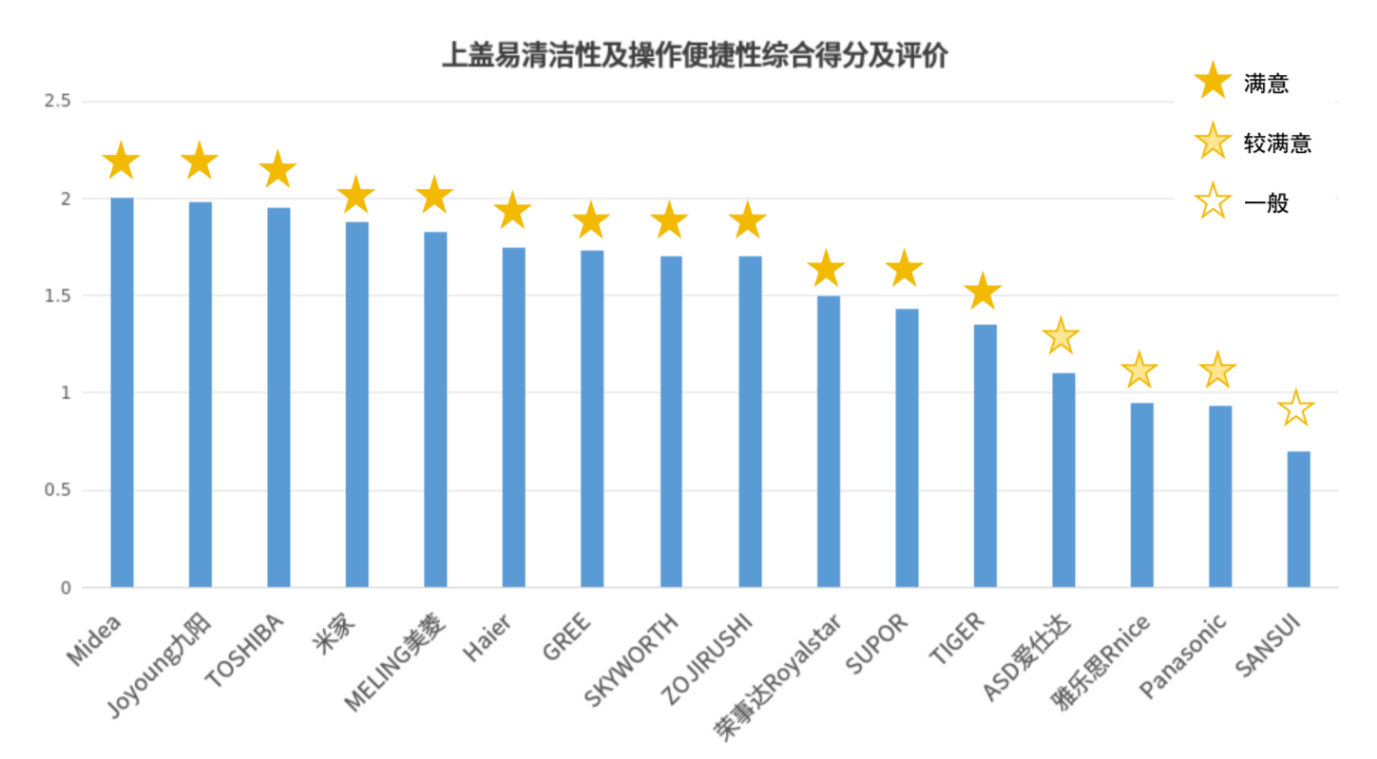 上盖易清洁性及操作便捷性综合得分及评价
满意
较满意
一般
2.5
2
1.5
1
0.5
0
Midea
Joyoung九阳
TOSHIBA
米家
MELING美菱
Haier
GREE
SKYWORTH
ZOJIRUSHI
荣事达Royalstar
SUPOR
TIGER
ASD爱仕达
雅乐思Rnice
Panasonic
SANSUI